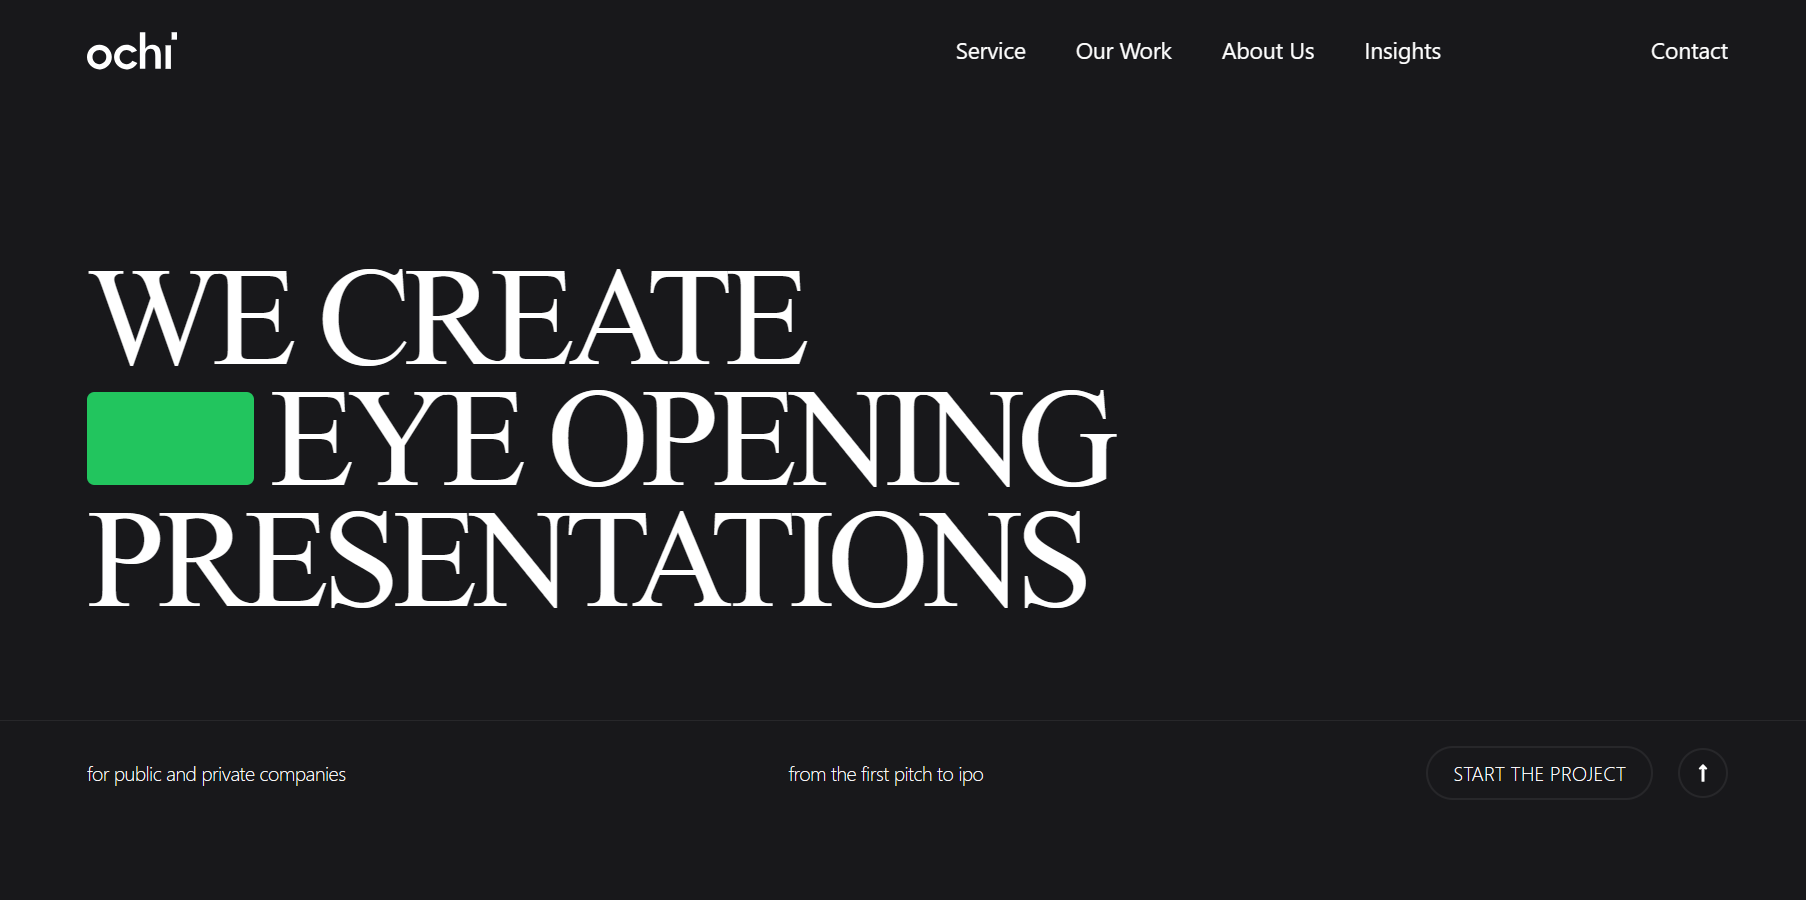 ochi
Service Our Work About Us Insights Contact
WE CREATE
EYE OPENING
PRESENTATIONS
for public and private companies
from the first pitch to ipo
START THE PROJECT